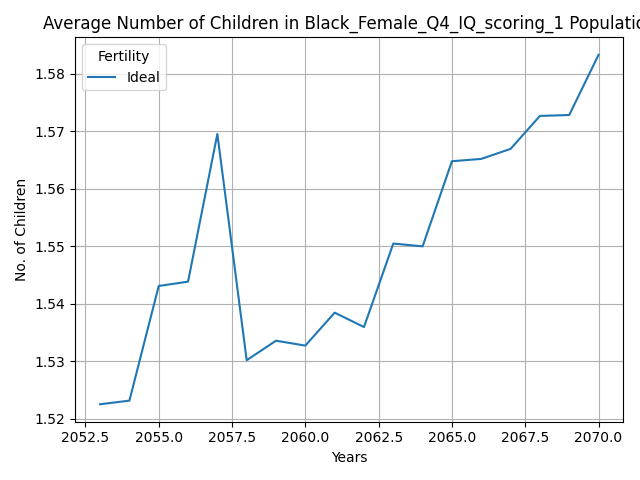 Average Number of Children in Black_Female_Q4_IQ_scoring_1 Populatio
Fertility
Ideal
No. of Children
1.58
1.57
1.56
1.55
1.54
1.53
1.52
2052.5 2055.0 2057.5 2060.0 2062.5 2065.0 2067.5 2070.0
Years